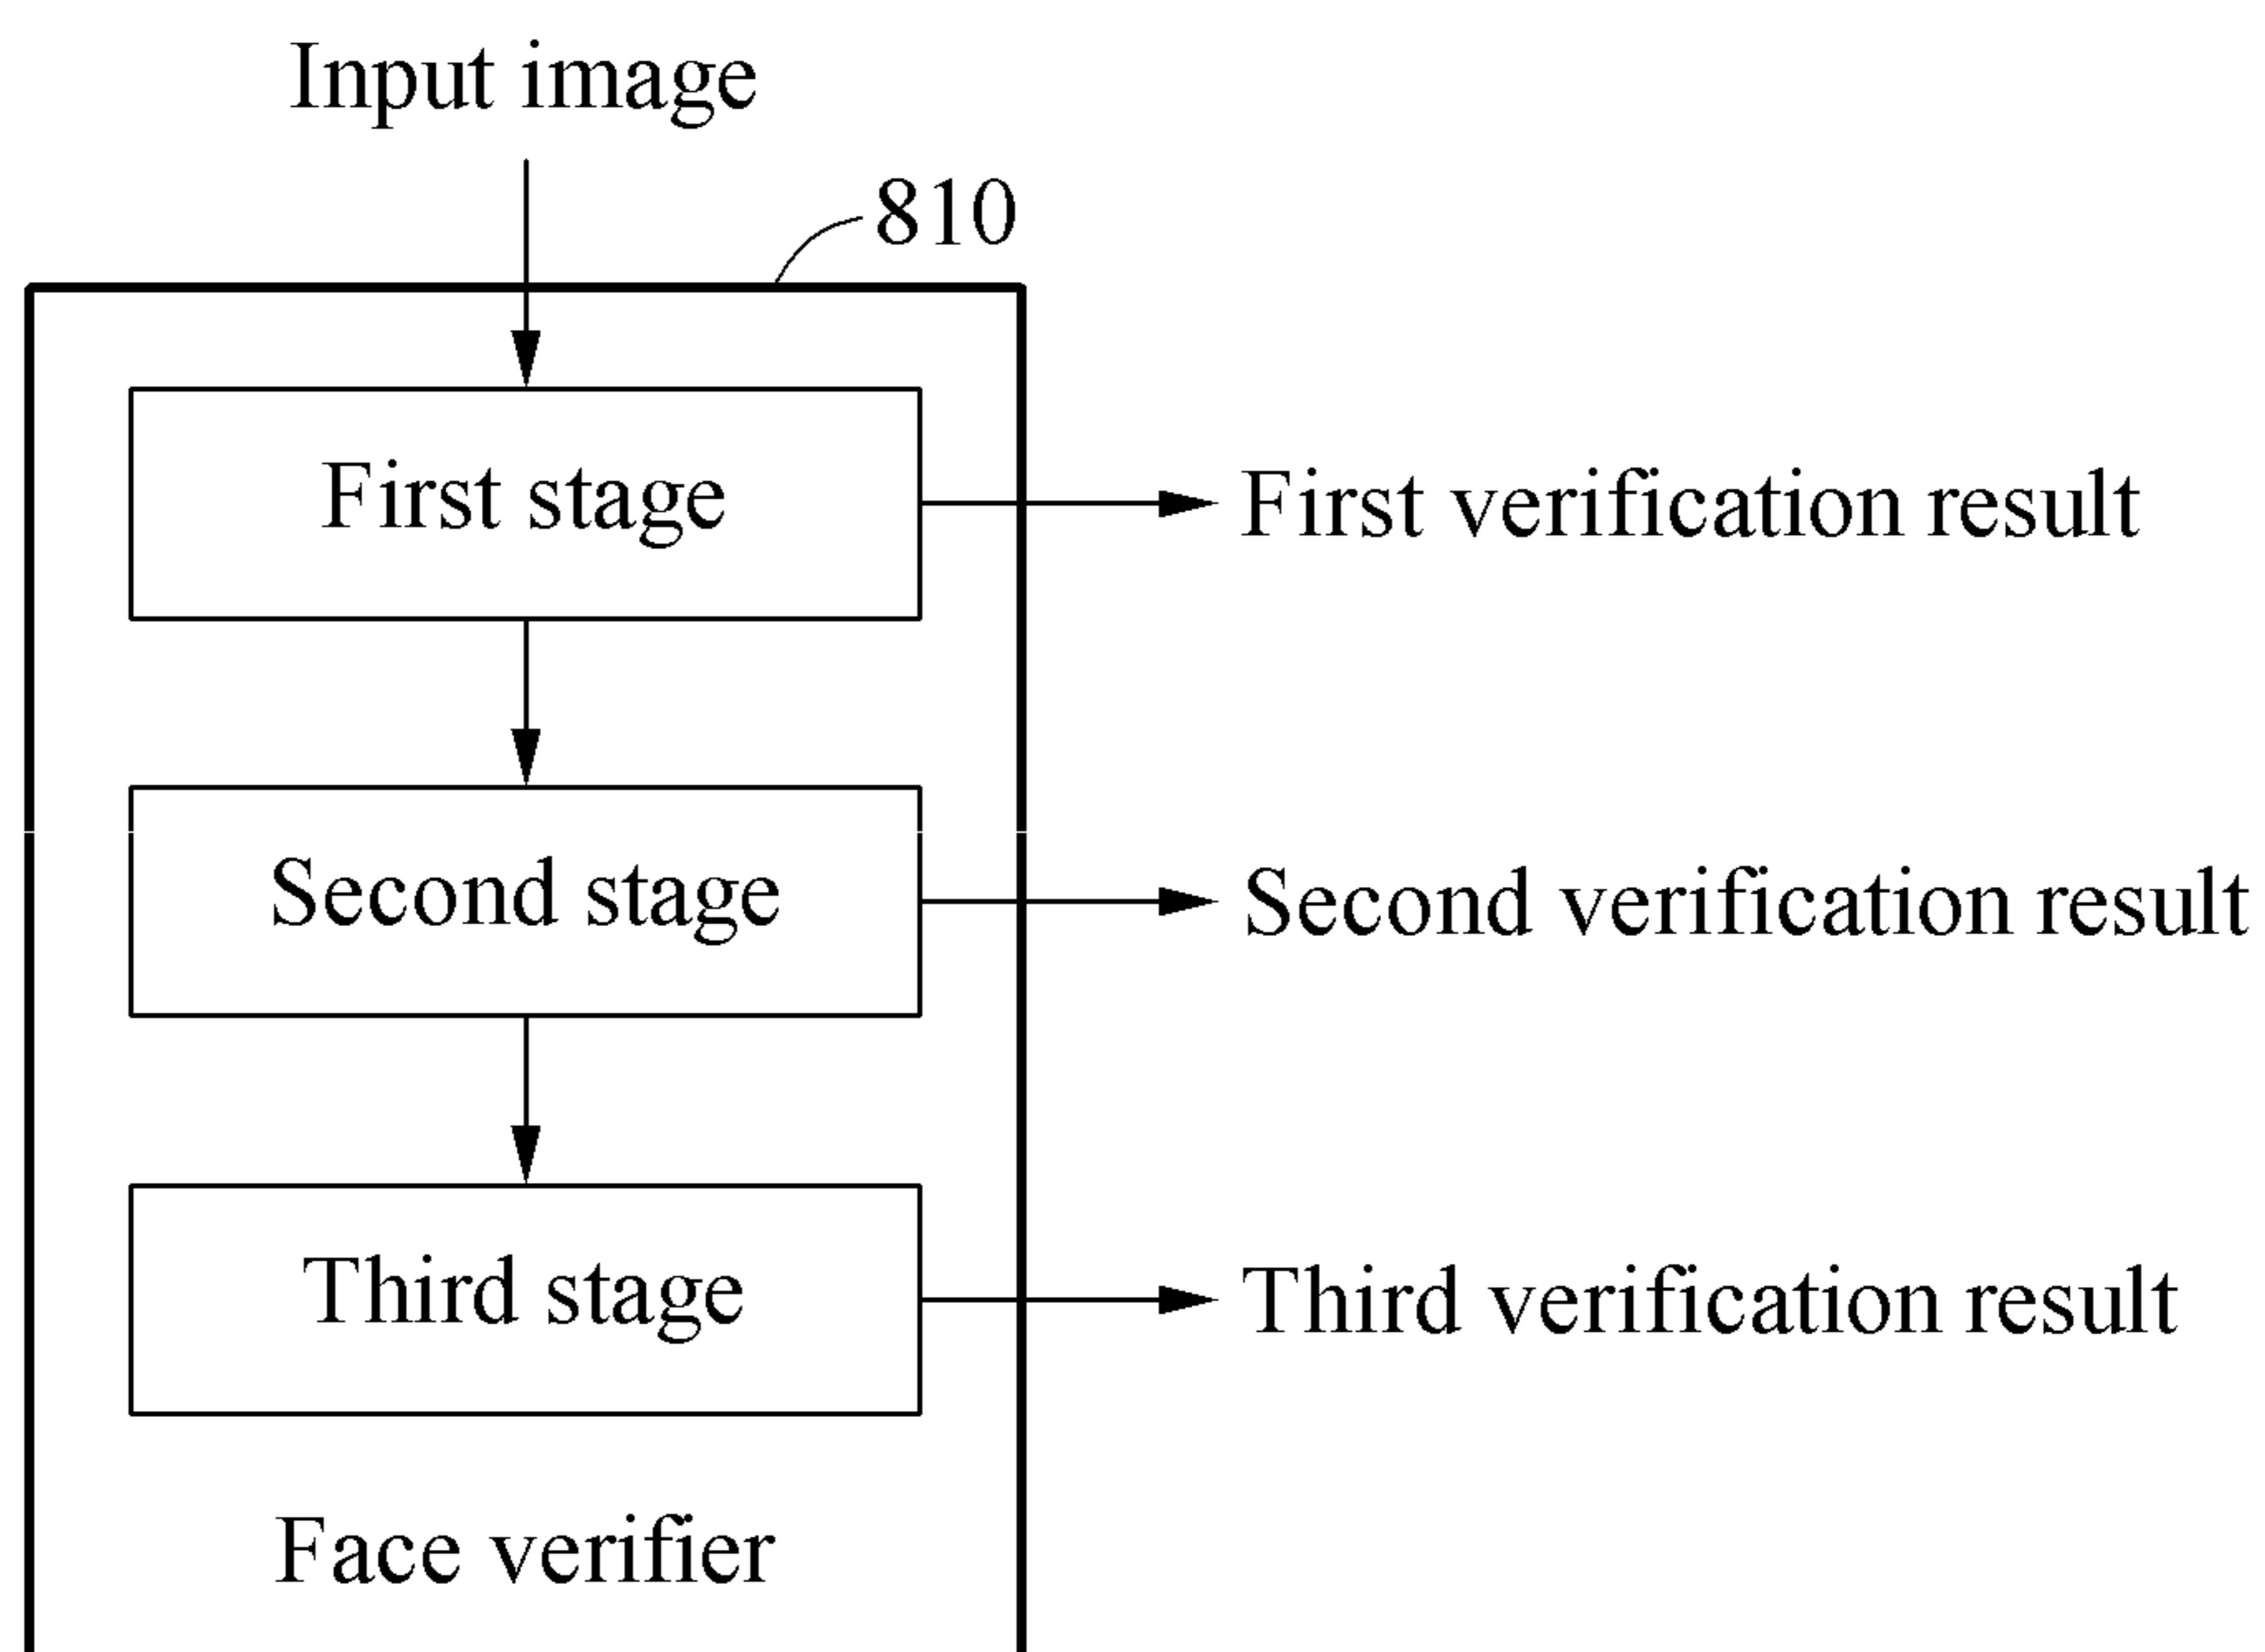 Input image
810
First stage
First verification result
Second stage
Second verification result
Third stage
Third verification result
Face verifier